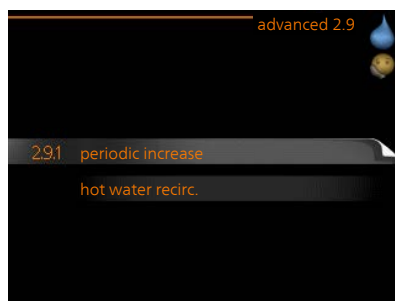 advanced 2.9
2.9.1 periodic increase
hot water recirc.